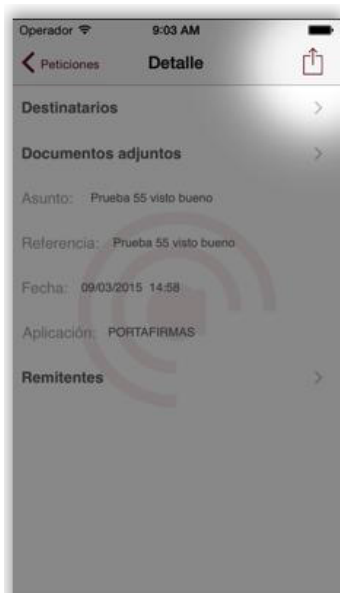 Operador 9:03 AM
Peticiones Detalle
Destinatarios
Documentos adjuntos
Asunto: Prueba 55 visto bueno
Referencia: Prueba 55 visto bueno
Fecha: 09/03/2015 14:58
Aplicación: PORTAFIRMAS
Remitentes